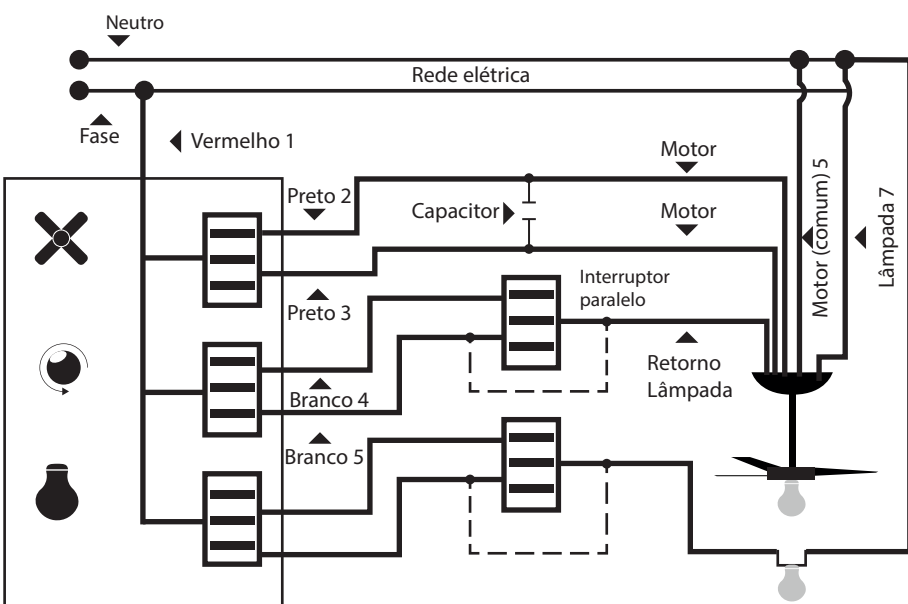 Neutro
Rede elétrica
Fase
Vermelho 1
Preto 2
Motor
Capacitor
Motor
Preto 3
Interruptor
paralelo
Motor (comum) 5
Lâmpada 7
Retorno
Lâmpada
Branco 4
Branco 5